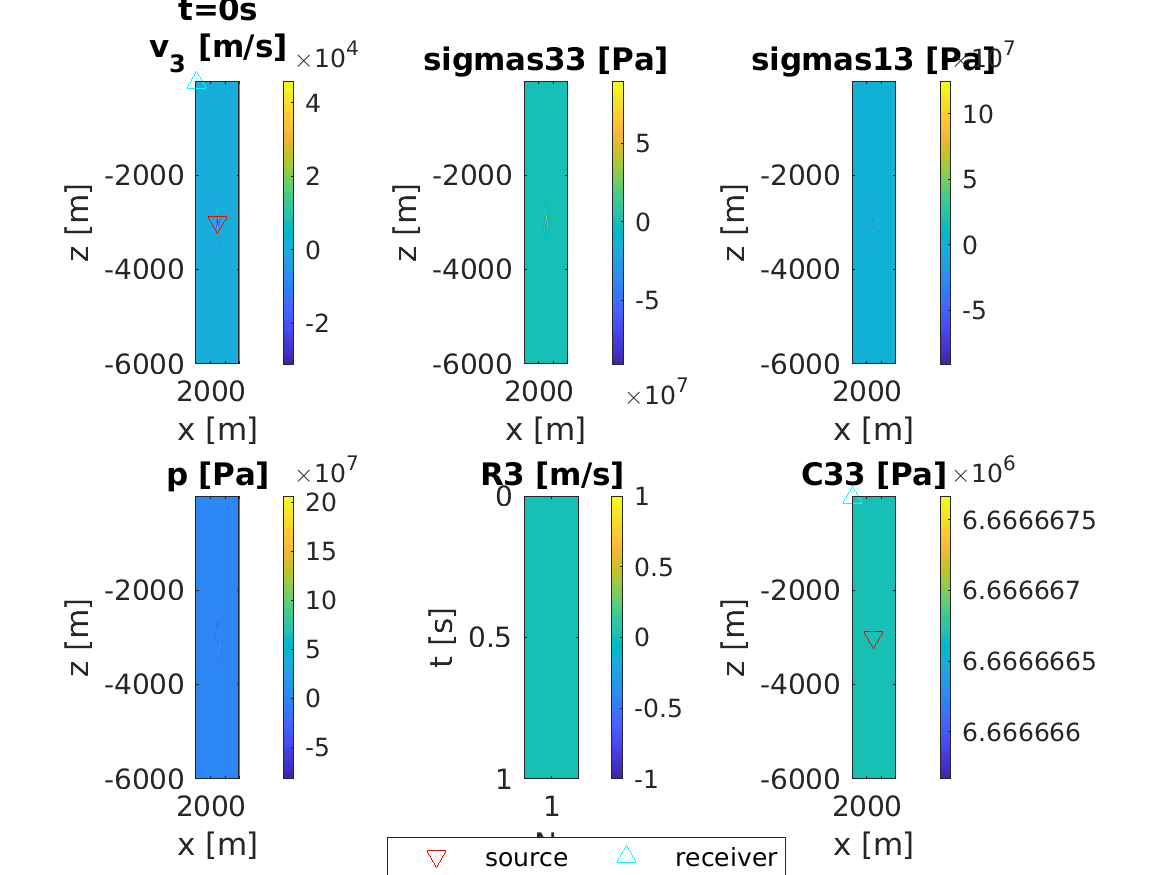 t=0s
v3 [m/s]
×10^4
4
2
0
-2
-2000
-4000
-6000
z [m]
2000
x [m]
sigmas33 [Pa]
5
0
-5
×10^7
-2000
-4000
-6000
z [m]
2000
x [m]
sigmas13 [Pa]
×10^7
10
5
0
-5
-2000
-4000
-6000
z [m]
2000
x [m]
p [Pa]
×10^7
20
15
10
5
0
-5
-2000
-4000
-6000
z [m]
2000
x [m]
R3 [m/s]
0
0.5
1
t [s]
1
0.5
0
-0.5
-1
1
C33 [Pa]
×10^6
6.6666675
6.666667
6.6666665
6.666666
-2000
-4000
-6000
z [m]
2000
x [m]
source
receiver